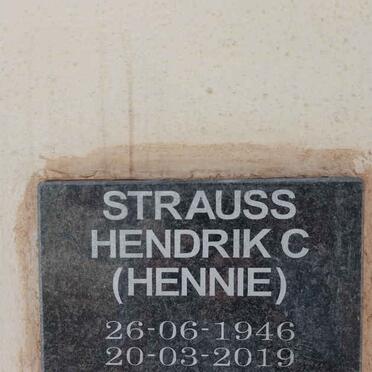 STRAUSS
HENDRIK C
(HENNIE)
26-06-1946
20-03-2019